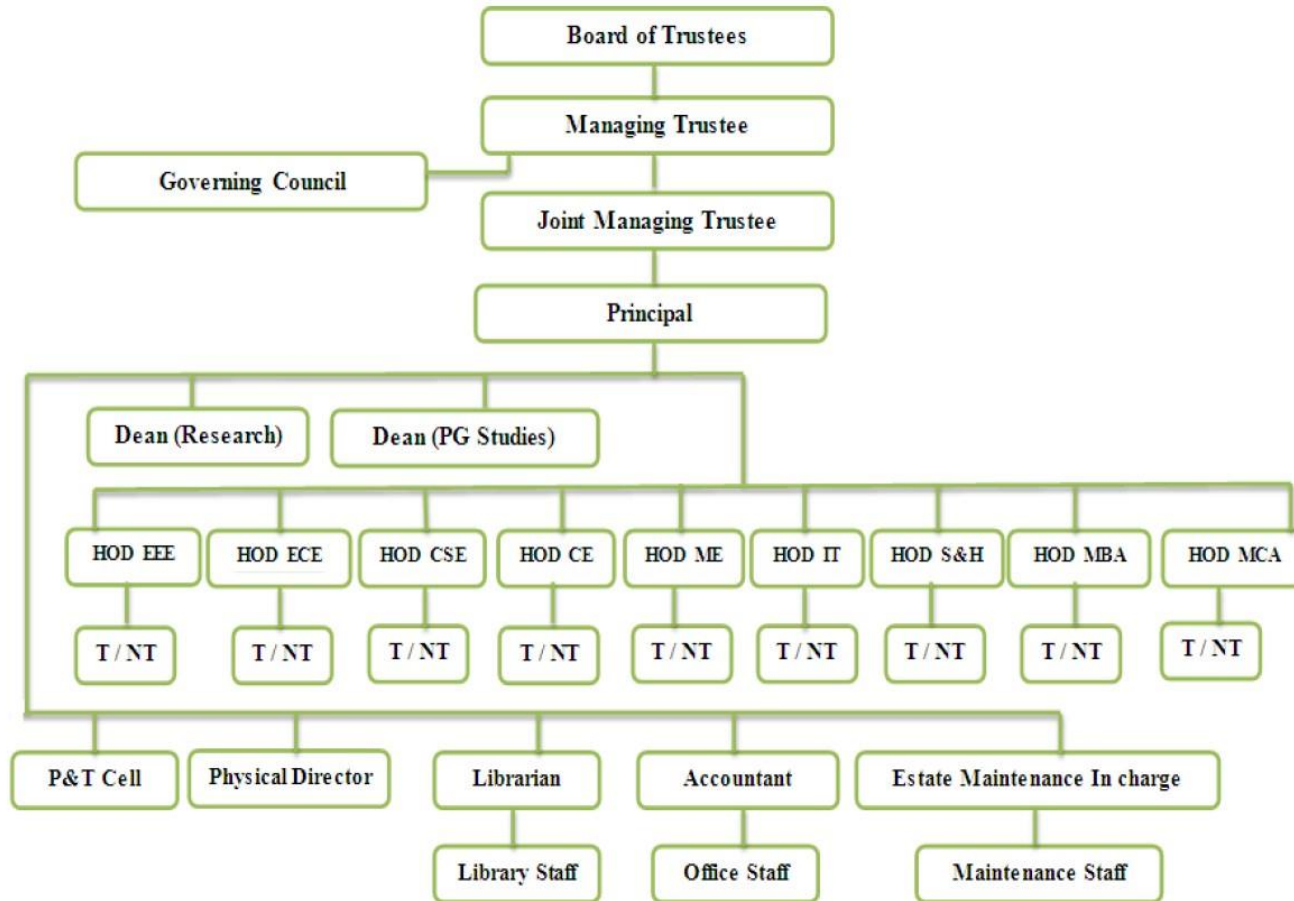 Board of Trustees
Managing Trustee
Governing Council
Joint Managing Trustee
Principal
Dean (Research)
Dean (PG Studies)
HOD EEE
HOD ECE
HOD CSE
HOD CE
HOD ME
HOD IT
HOD S&H
HOD MBA
HOD MCA
T / NT
T / NT
T / NT
T / NT
T / NT
T / NT
T / NT
T / NT
T / NT
P&T Cell
Physical Director
Librarian
Accountant
Estate Maintenance In charge
Library Staff
Office Staff
Maintenance Staff